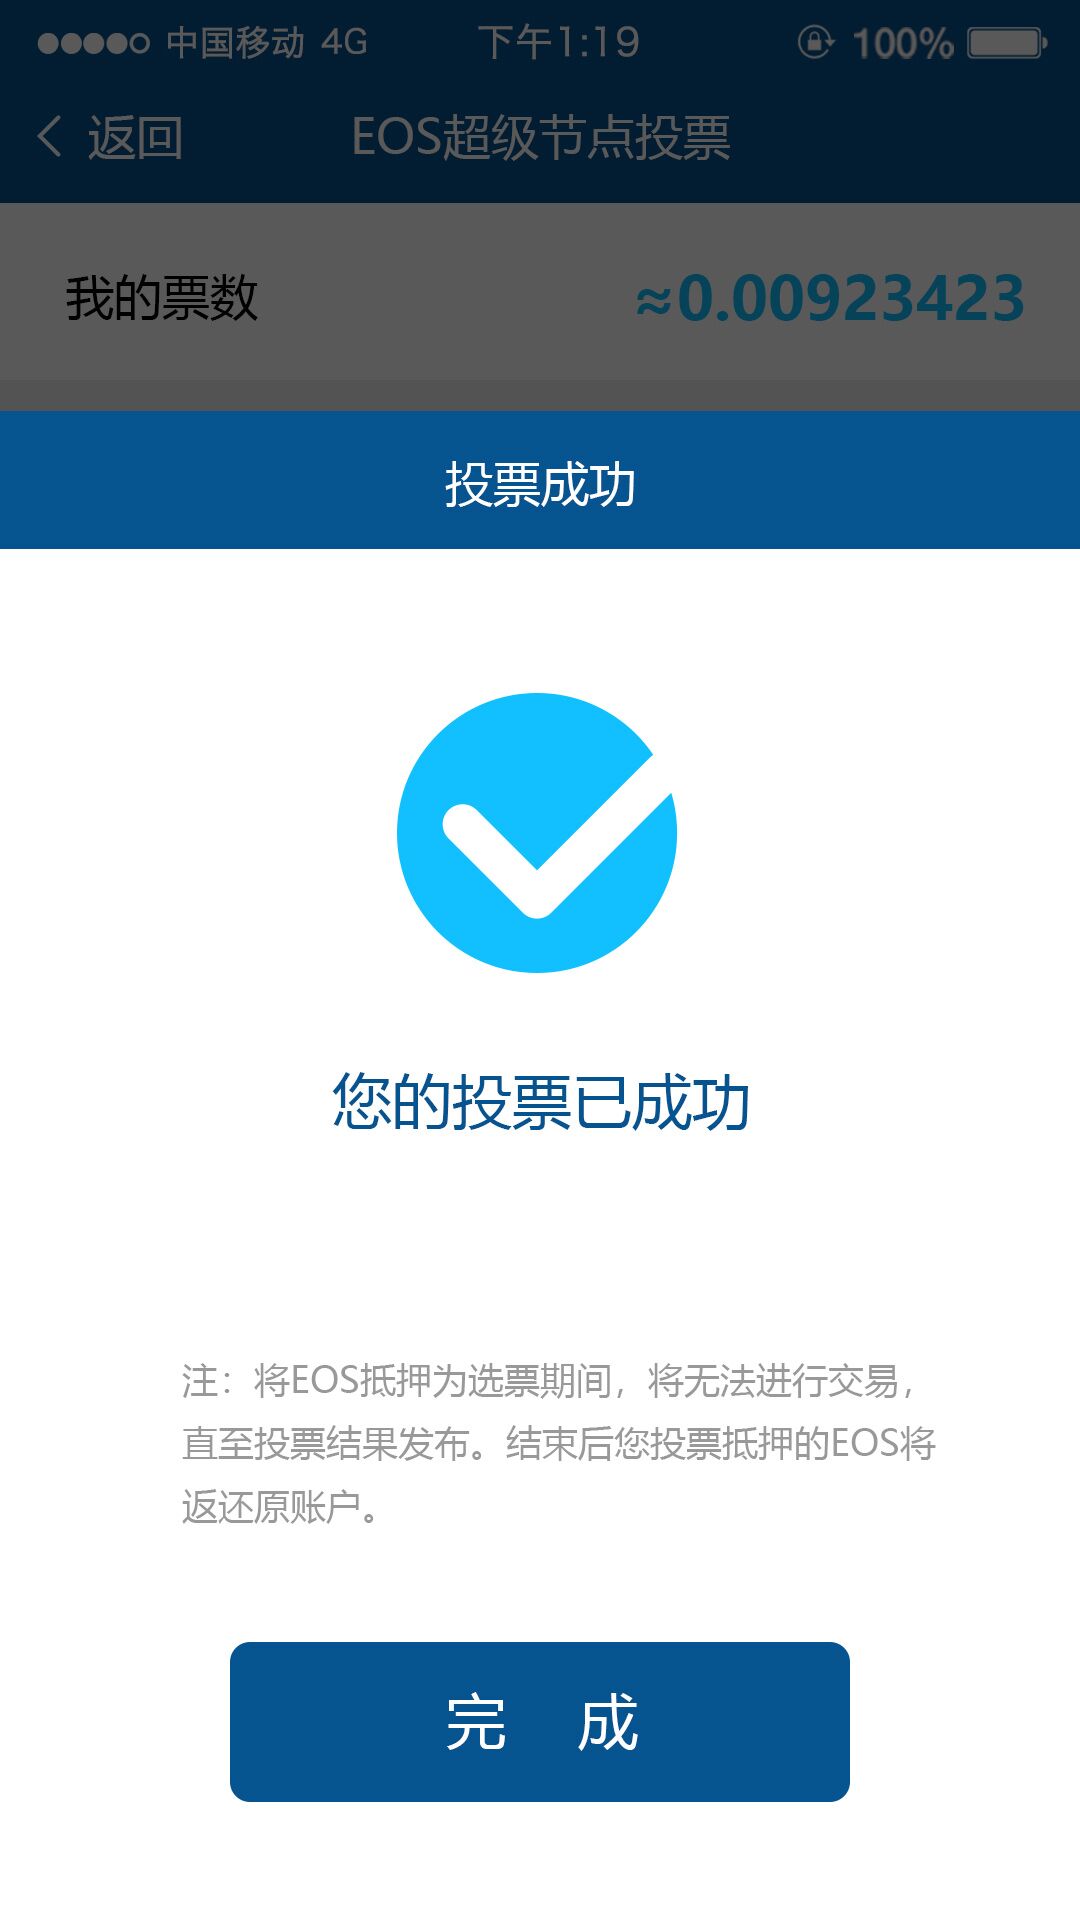 中国移动 4G 下午1:19 100%
返回 EOS超级节点投票
我的票数 ≈0.00923423
投票成功
您的投票已成功
注：将EOS抵押为选票期间，将无法进行交易，
直至投票结果发布。结束后您投票抵押的EOS将
返还原账户。
完 成